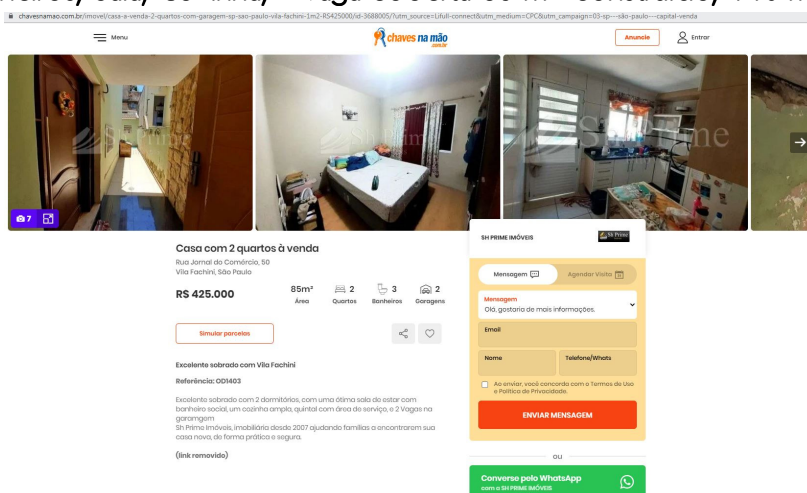 chavesnamao.com.br/imovel/casa-a-venda-2-quartos-com-garagem-sp-sao-paulo-vila-fachini-1m2-RS425000/id-3688005/?utm_source=Lifull-connect&utm_medium=CPC&utm_campaign=03-sp---são-paulo---capital-venda
Menu
chaves na mão
.com.br
Anuncie
Entrar
Sh Prime
7
Casa com 2 quartos à venda
Rua Jornal do Comércio, 50
Vila Fachini, São Paulo
R$ 425.000
85m² 2 3 2
Área Quartos Banheiros Garagens
Simular parcelas
Excelente sobrado com Vila Fachini
Referência: OD1403
Excelente sobrado com 2 dormitórios, com uma ótima sala de estar com
banheiro social, um cozinha ampla, quintal com área de serviço, e 2 Vagas na
garamgem
Sh Prime Imóveis, imobiliária desde 2007 ajudando famílias a encontrarem sua
casa nova, de forma prática e segura.
(link removido)
SH PRIME IMÓVEIS
Sh Prime
Mensagem Agendar Visita
Mensagem
Olá, gostaria de mais informações.
Email
Nome Telefone/Whats
Ao enviar, você concorda com o Termos de Uso
e Política de Privacidade.
ENVIAR MENSAGEM
ou
Converse pelo WhatsApp
com a SH PRIME IMÓVEIS